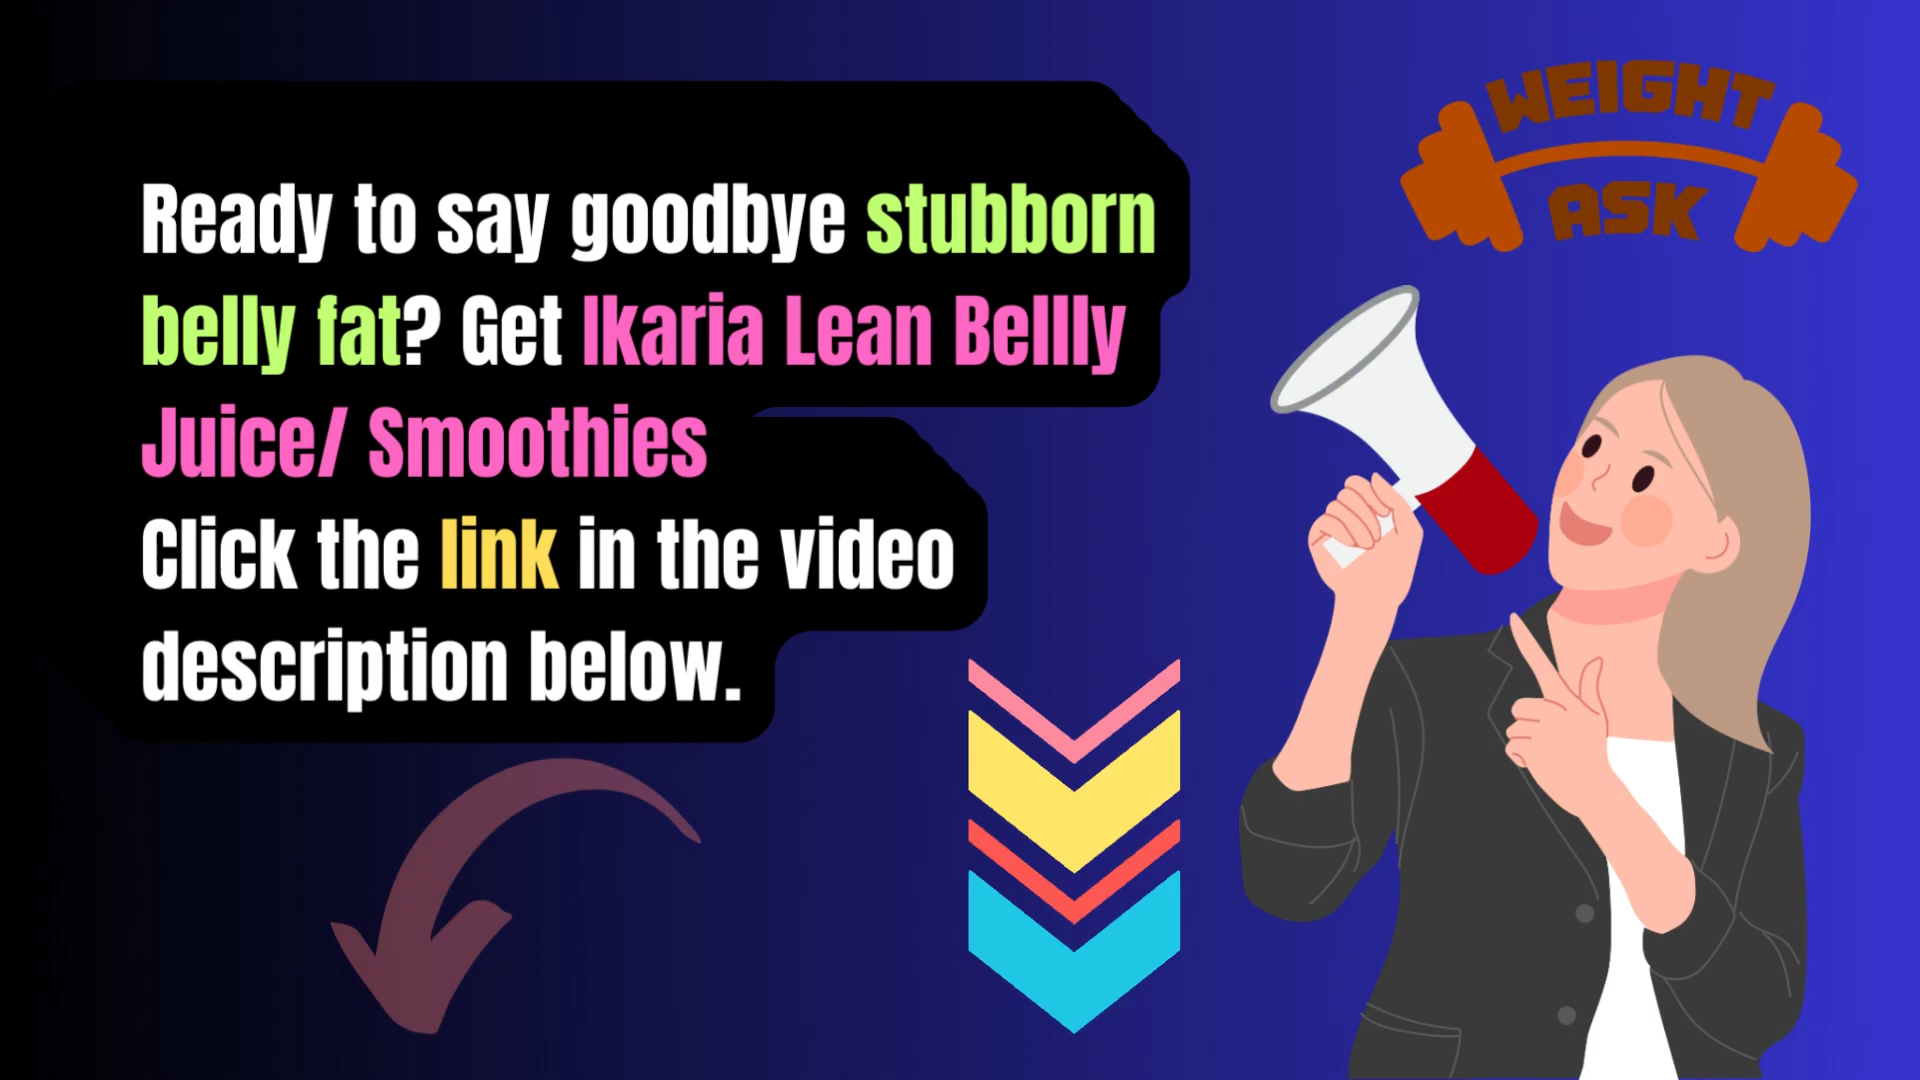 WEIGHT
ASK
Ready to say goodbye stubborn
belly fat? Get Ikaria Lean Bellly
Juice/ Smoothies
Click the link in the video
description below.